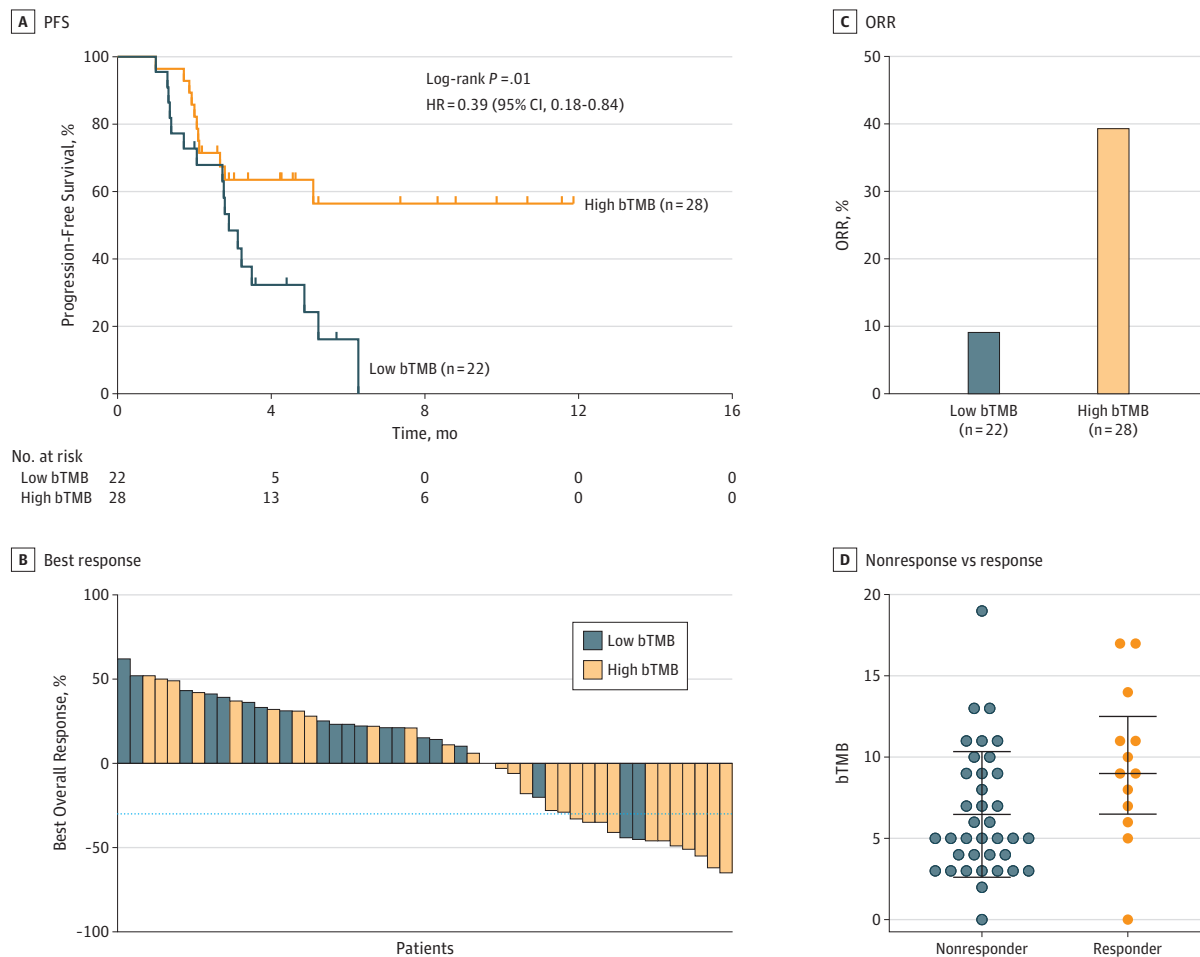 A PFS
100
80
60
40
20
0
Progression-Free Survival, %
Log-rank P =.01
HR = 0.39 (95% CI, 0.18-0.84)
High bTMB (n = 28)
Low bTMB (n = 22)
0 4 8 12 16
Time, mo
No. at risk
Low bTMB 22 5 0 0 0
High bTMB 28 13 6 0 0
C ORR
50
40
30
20
10
0
ORR, %
Low bTMB High bTMB
(n = 22) (n = 28)
B Best response
100
50
0
-50
-100
Best Overall Response, %
Low bTMB
High bTMB
Patients
D Nonresponse vs response
20
15
10
5
0
bTMB
Nonresponder Responder